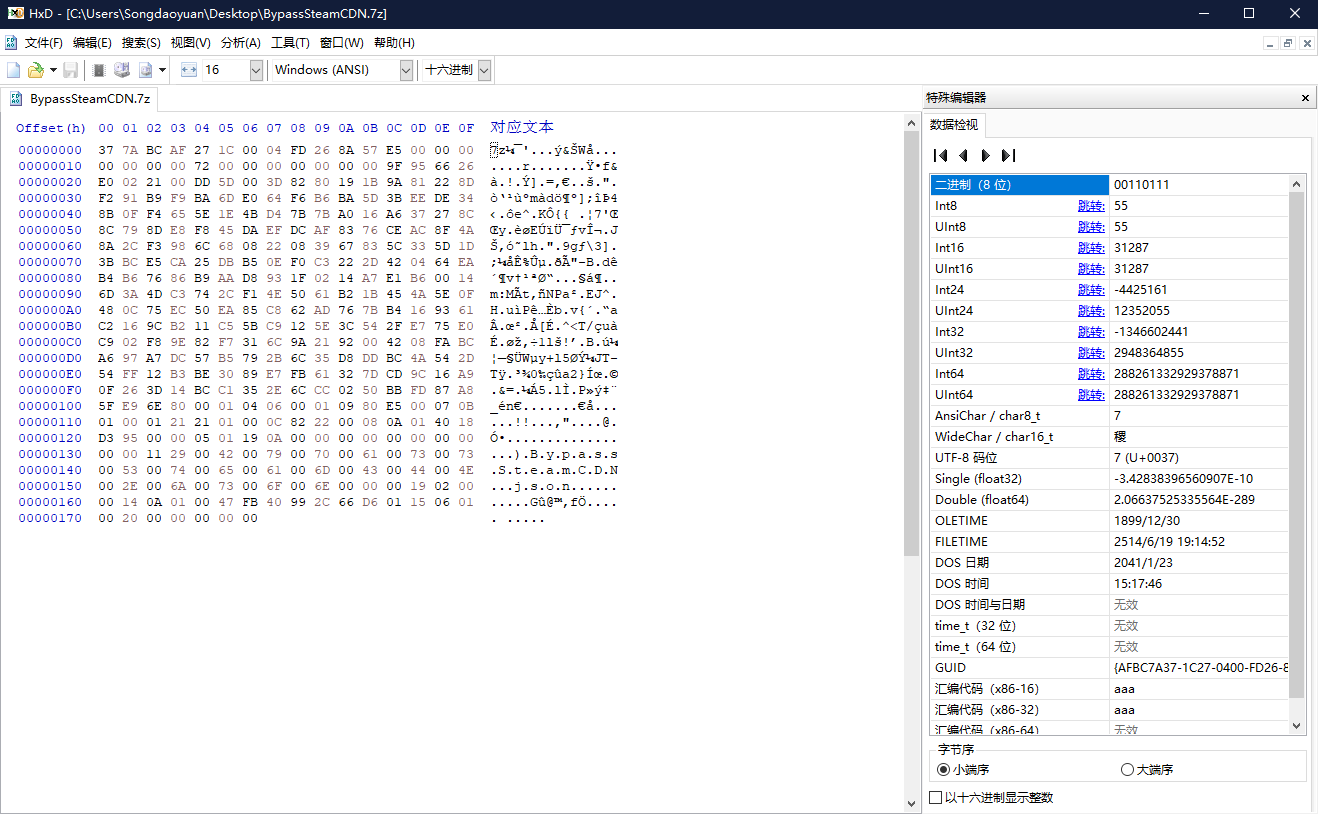 HxD - [C:\Users\Songdaoyuan\Desktop\BypassSteamCDN.7z]
文件(F) 编辑(E) 搜索(S) 视图(V) 分析(A) 工具(T) 窗口(W) 帮助(H)
16 Windows (ANSI) 十六进制
BypassSteamCDN.7z
Offset(h) 00 01 02 03 04 05 06 07 08 09 0A 0B 0C 0D 0E 0F 对应文本
00000000 37 7A BC AF 27 1C 00 04 FD 26 8A 57 E5 00 00 00 7z¼¯'...ý&ŠWå...
00000010 00 00 00 00 72 00 00 00 00 00 00 00 9F 95 66 26 ....r.......Ÿ•f&
00000020 E0 02 21 00 DD 5D 00 3D 82 80 19 1B 9A 81 22 8D à.!.Ý].=‚€..š.".
00000030 F2 91 B9 F9 BA 6D E0 64 F6 B6 BA 5D 3B EE DE 34 ò‘¹ùºmàdö¶º];îÞ4
00000040 8B 0F F4 65 5E 1E 4B D4 7B 7B A0 16 A6 37 27 8C ‹.ôe^.KÔ{{ .¦7'Œ
00000050 8C 79 8D E8 F8 45 DA EF DC AF 83 76 CE AC 8F 4A Œy.èøEÚïÜ¯ƒvÎ¬.J
00000060 8A 2C F3 98 6C 68 08 22 08 39 67 83 5C 33 5D 1D Š,ó˜lh.".9gƒ\3].
00000070 3B BC E5 CA 25 DB B5 0E F0 C3 22 2D 42 04 64 EA ;¼åÊ%Ûµ.ðÃ"-B.dê
00000080 B4 B6 76 86 B9 AA D8 93 1F 02 14 A7 E1 B6 00 14 ´¶v†¹ªØ“...§á¶..
00000090 6D 3A 4D C3 74 2C F1 4E 50 61 B2 1B 45 4A 5E 0F m:MÃt,ñNPa².EJ^.
000000A0 48 0C 75 EC 50 EA 85 C8 62 AD 76 7B B4 16 93 61 H.uìPê…Èb.v{´.“a
000000B0 C2 16 9C B2 11 C5 5B C9 12 5E 3C 54 2F E7 75 E0 Â.œ².Å[É.^<T/çuà
000000C0 C9 02 F8 9E 82 F7 31 6C 9A 21 92 00 42 08 FA BC É.øž‚÷1lš!’.B.ú¼
000000D0 A6 97 A7 DC 57 B5 79 2B 6C 35 D8 DD BC 4A 54 2D ¦—§ÜWµy+l5ØÝ¼JT-
000000E0 54 FF 12 B3 BE 30 89 E7 FB 61 32 7D CD 9C 16 A9 Tÿ.³¾0‰çûa2}Íœ.©
000000F0 0F 26 3D 14 BC C1 35 2E 6C CC 02 50 BB FD 87 A8 .&=.¼Á5.lÌ.P»ý‡¨
00000100 5F E9 6E 80 00 01 04 06 00 01 09 80 E5 00 07 0B _én€.......€å...
00000110 01 00 01 21 21 01 00 0C 82 22 00 08 0A 01 40 18 ...!!...‚"....@.
00000120 D3 95 00 00 05 01 19 0A 00 00 00 00 00 00 00 00 Ó•..............
00000130 00 00 11 29 00 42 00 79 00 70 00 61 00 73 00 73 ...).B.y.p.a.s.s
00000140 00 53 00 74 00 65 00 61 00 6D 00 43 00 44 00 4E .S.t.e.a.m.C.D.N
00000150 00 2E 00 6A 00 73 00 6F 00 6E 00 00 00 19 02 00 ...j.s.o.n......
00000160 00 14 0A 01 00 47 FB 40 99 2C 66 D6 01 15 06 01 .....Gû@™,fÖ....
00000170 00 20 00 00 00 00 00 . .....
特殊编辑器
数据检视
二进制（8 位） 00110111
Int8 跳转: 55
UInt8 跳转: 55
Int16 跳转: 31287
UInt16 跳转: 31287
Int24 跳转: -4425161
UInt24 跳转: 12352055
Int32 跳转: -1346602441
UInt32 跳转: 2948364855
Int64 跳转: 288261332929378871
UInt64 跳转: 288261332929378871
AnsiChar / char8_t 7
WideChar / char16_t 稷
UTF-8 码位 7 (U+0037)
Single (float32) -3.42838396560907E-10
Double (float64) 2.06637525335564E-289
OLETIME 1899/12/30
FILETIME 2514/6/19 19:14:52
DOS 日期 2041/1/23
DOS 时间 15:17:46
DOS 时间与日期 无效
time_t（32 位） 无效
time_t（64 位） 无效
GUID {AFBC7A37-1C27-0400-FD26-8
汇编代码（x86-16） aaa
汇编代码（x86-32） aaa
汇编代码（x86-64） 无效
字节序
小端序 大端序
以十六进制显示整数